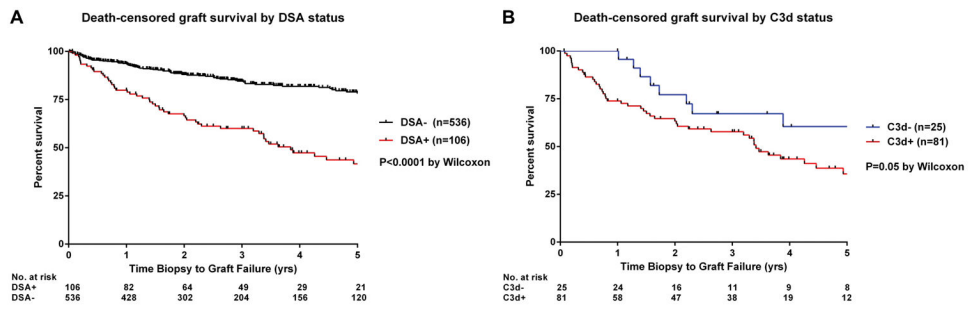 A
Death-censored graft survival by DSA status
100
75
50
25
0
Percent survival
0 1 2 3 4 5
Time Biopsy to Graft Failure (yrs)
DSA- (n=536)
DSA+ (n=106)
P<0.0001 by Wilcoxon
No. at risk
DSA+ 106 82 64 49 29 21
DSA- 536 428 302 204 156 120
B
Death-censored graft survival by C3d status
100
75
50
25
0
Percent survival
0 1 2 3 4 5
Time Biopsy to Graft Failure (yrs)
C3d- (n=25)
C3d+ (n=81)
P=0.05 by Wilcoxon
No. at risk
C3d- 25 24 16 11 9 8
C3d+ 81 58 47 38 19 12